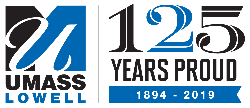 UMASS
LOWELL
125
YEARS PROUD
1894 - 2019